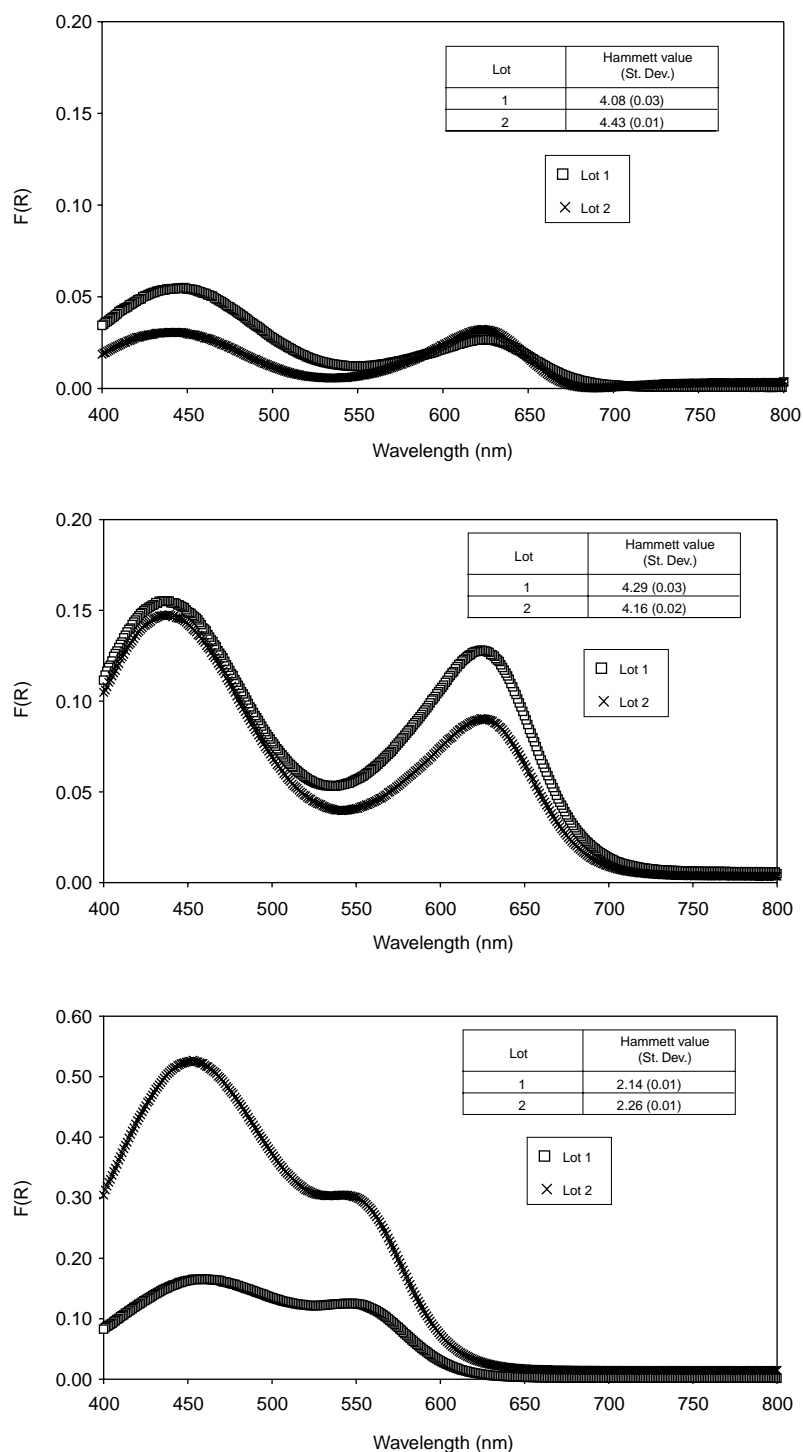 0.20
0.15
0.10
0.05
0.00
F(R)
400 450 500 550 600 650 700 750 800
Wavelength (nm)
Lot Hammett value
(St. Dev.)
1 4.08 (0.03)
2 4.43 (0.01)
Lot 1
Lot 2
0.20
0.15
0.10
0.05
0.00
F(R)
400 450 500 550 600 650 700 750 800
Wavelength (nm)
Lot Hammett value
(St. Dev.)
1 4.29 (0.03)
2 4.16 (0.02)
Lot 1
Lot 2
0.60
0.50
0.40
0.30
0.20
0.10
0.00
F(R)
400 450 500 550 600 650 700 750 800
Wavelength (nm)
Lot Hammett value
(St. Dev.)
1 2.14 (0.01)
2 2.26 (0.01)
Lot 1
Lot 2